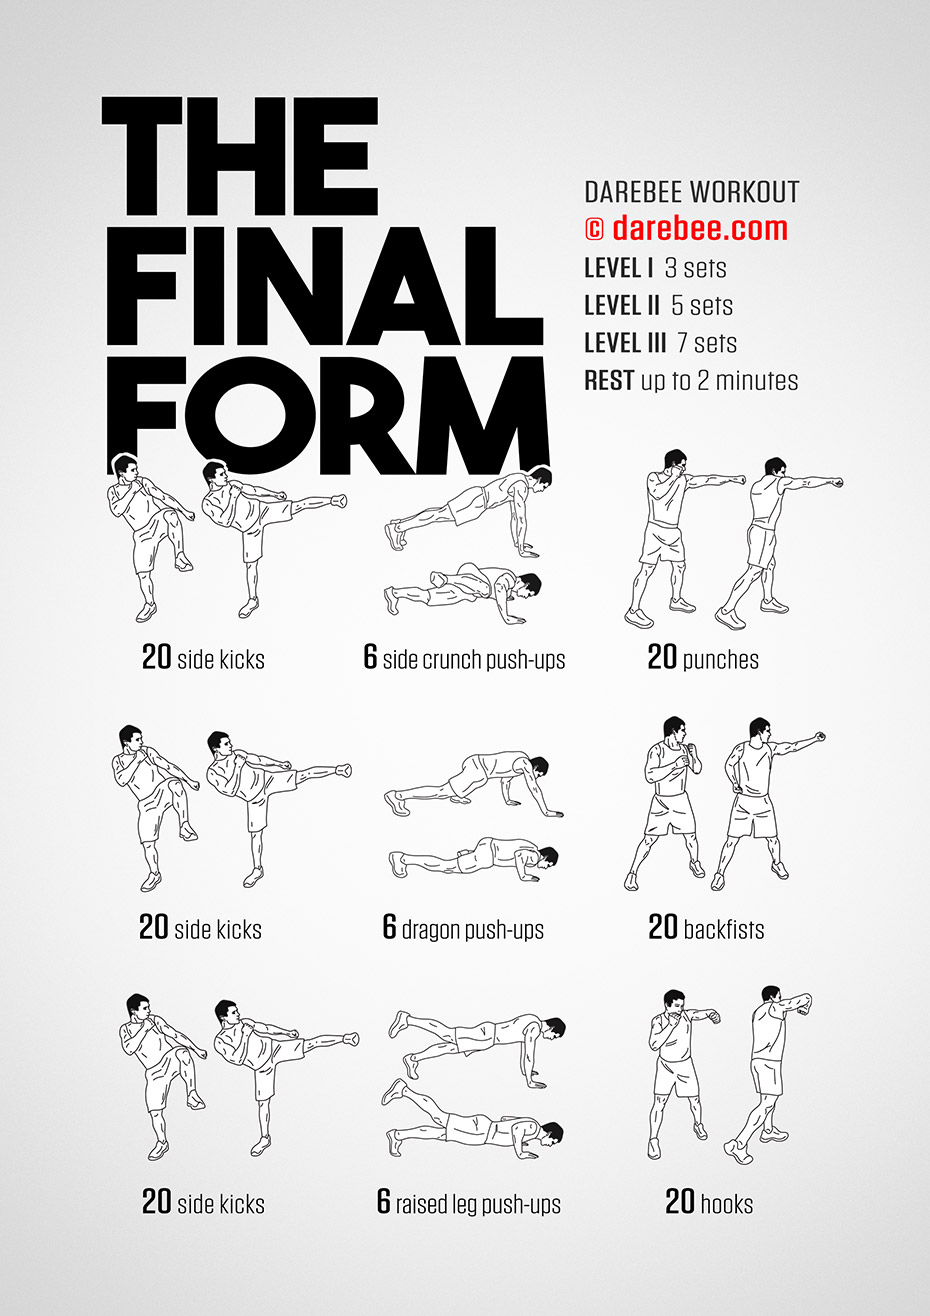 THE
FINAL
FORM
DAREBEE WORKOUT
© darebee.com
LEVEL I 3 sets
LEVEL II 5 sets
LEVEL III 7 sets
REST up to 2 minutes
20 side kicks
6 side crunch push-ups
20 punches
20 side kicks
6 dragon push-ups
20 backfists
20 side kicks
6 raised leg push-ups
20 hooks